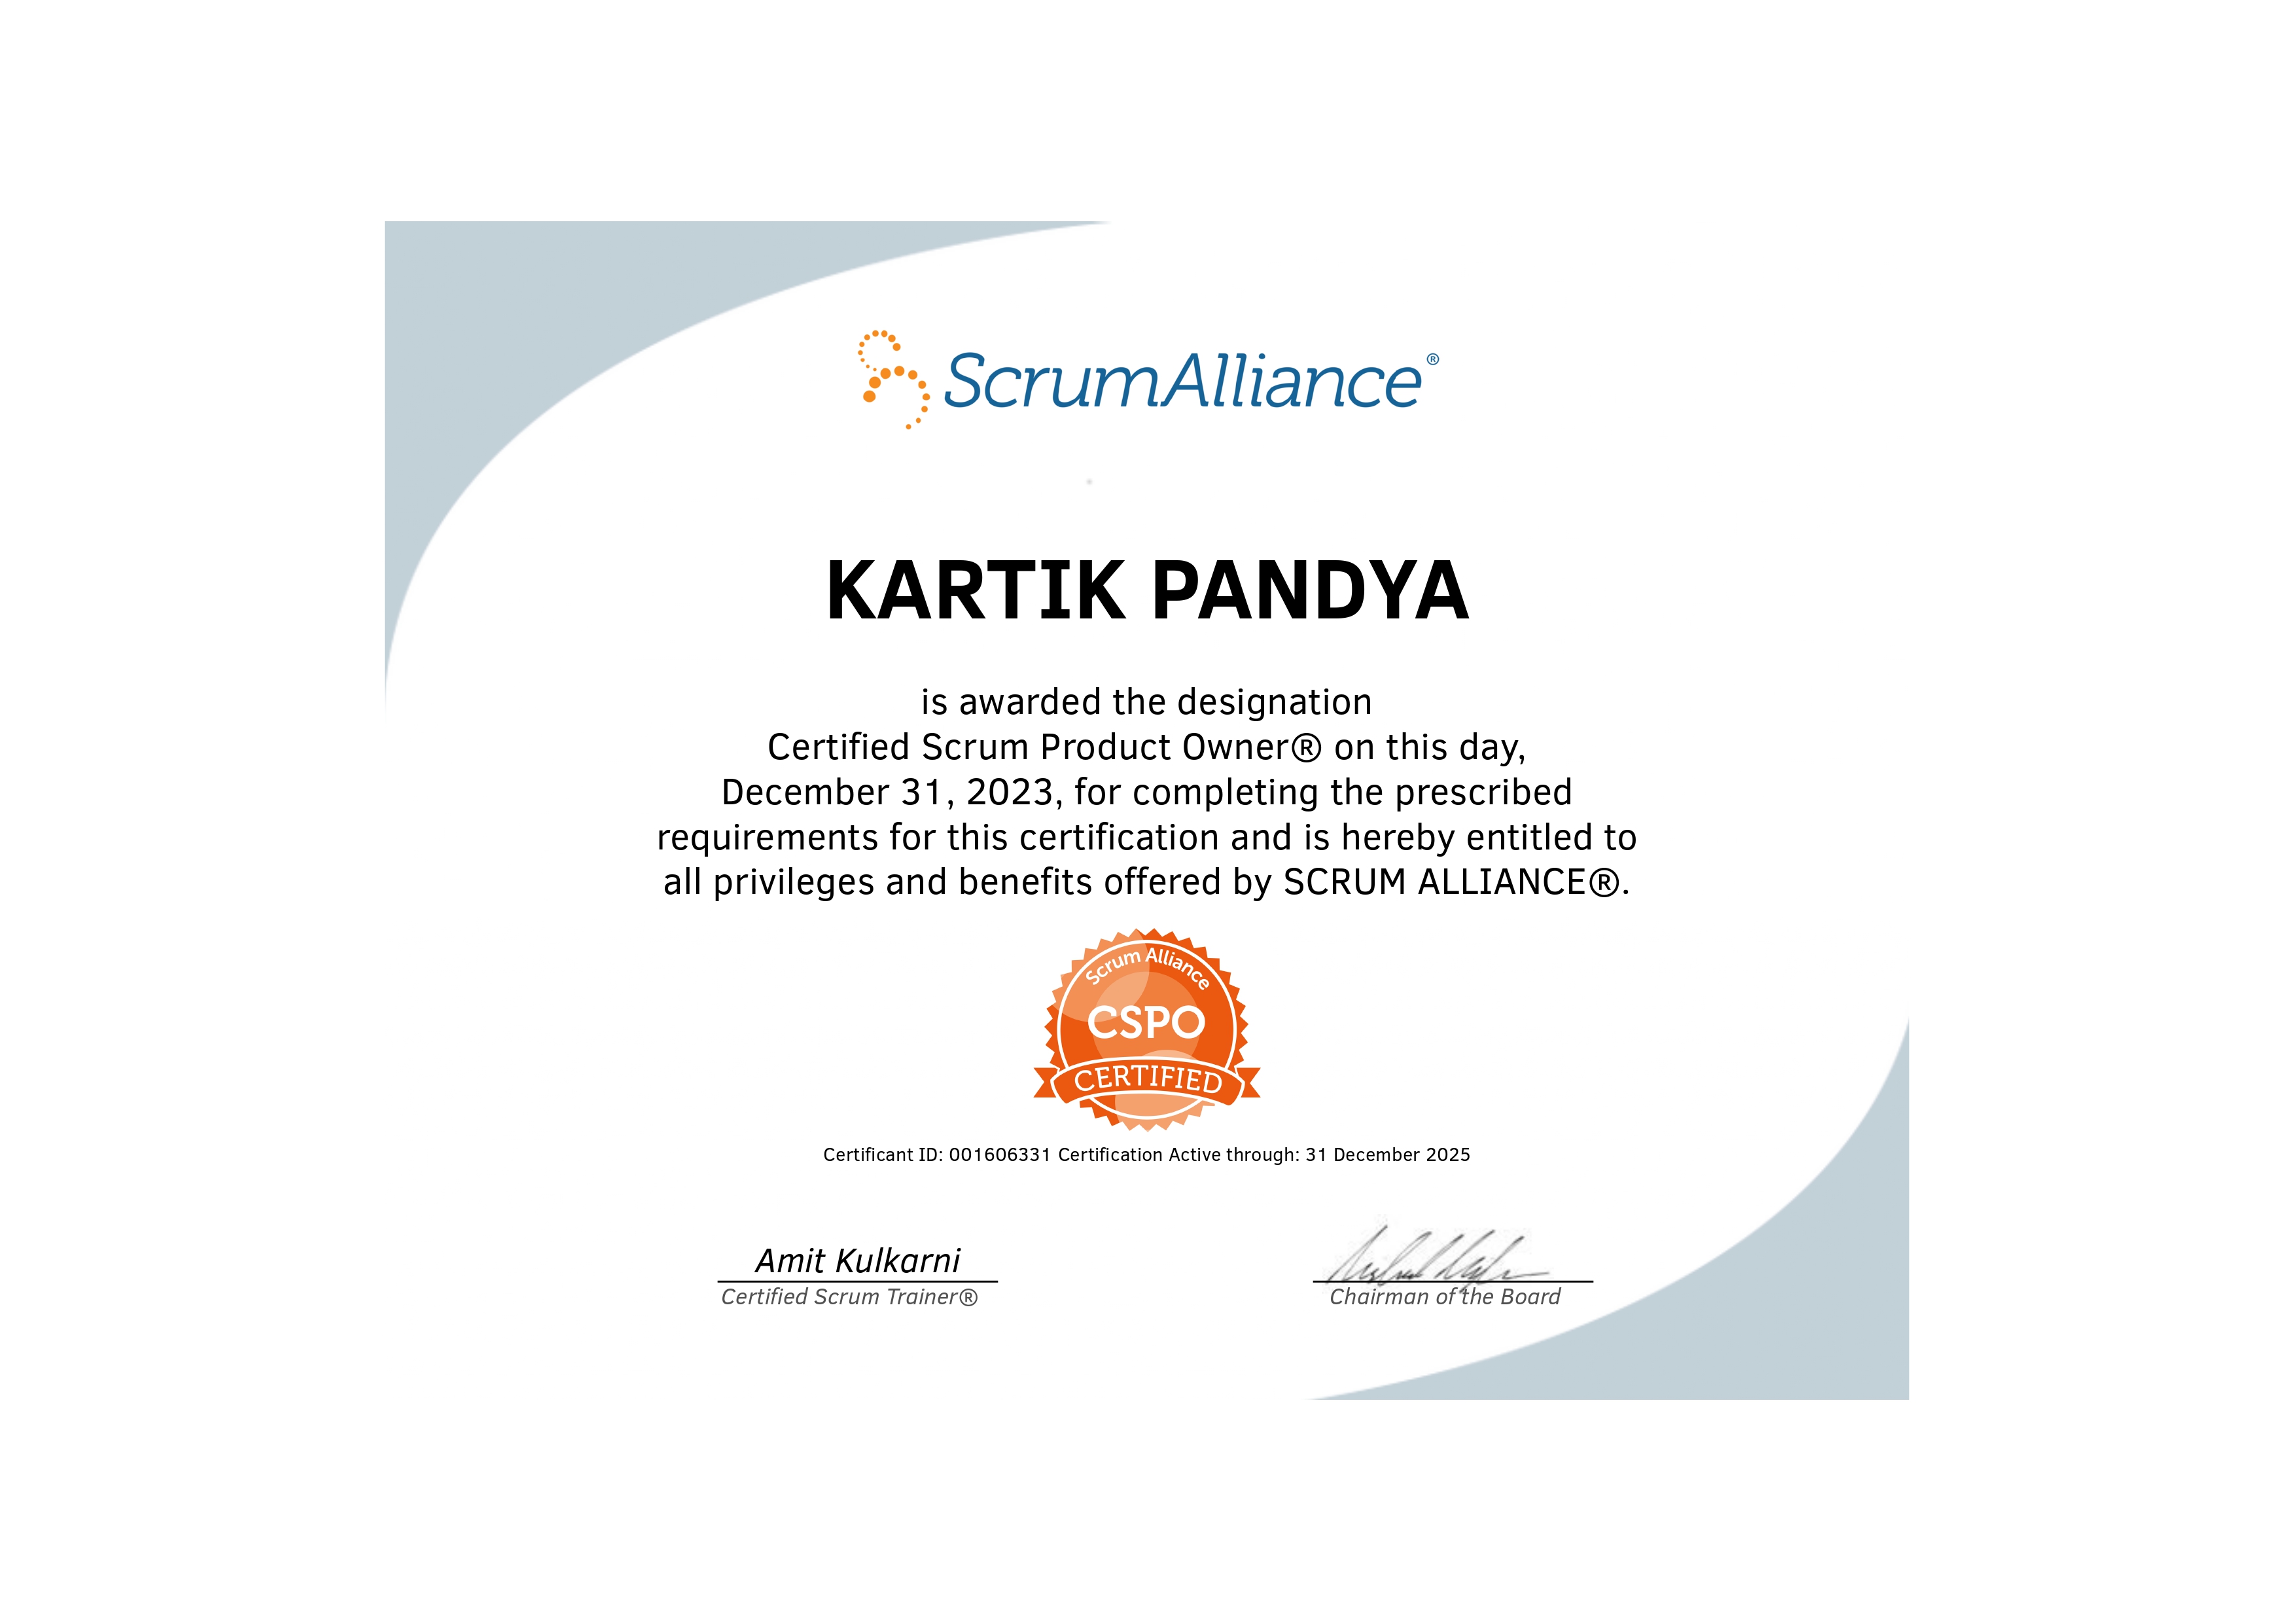 ScrumAlliance®
KARTIK PANDYA
is awarded the designation
Certified Scrum Product Owner® on this day,
December 31, 2023, for completing the prescribed
requirements for this certification and is hereby entitled to
all privileges and benefits offered by SCRUM ALLIANCE®.
Scrum Alliance
CSPO
CERTIFIED
Certificant ID: 001606331 Certification Active through: 31 December 2025
Amit Kulkarni
Certified Scrum Trainer®
Chairman of the Board